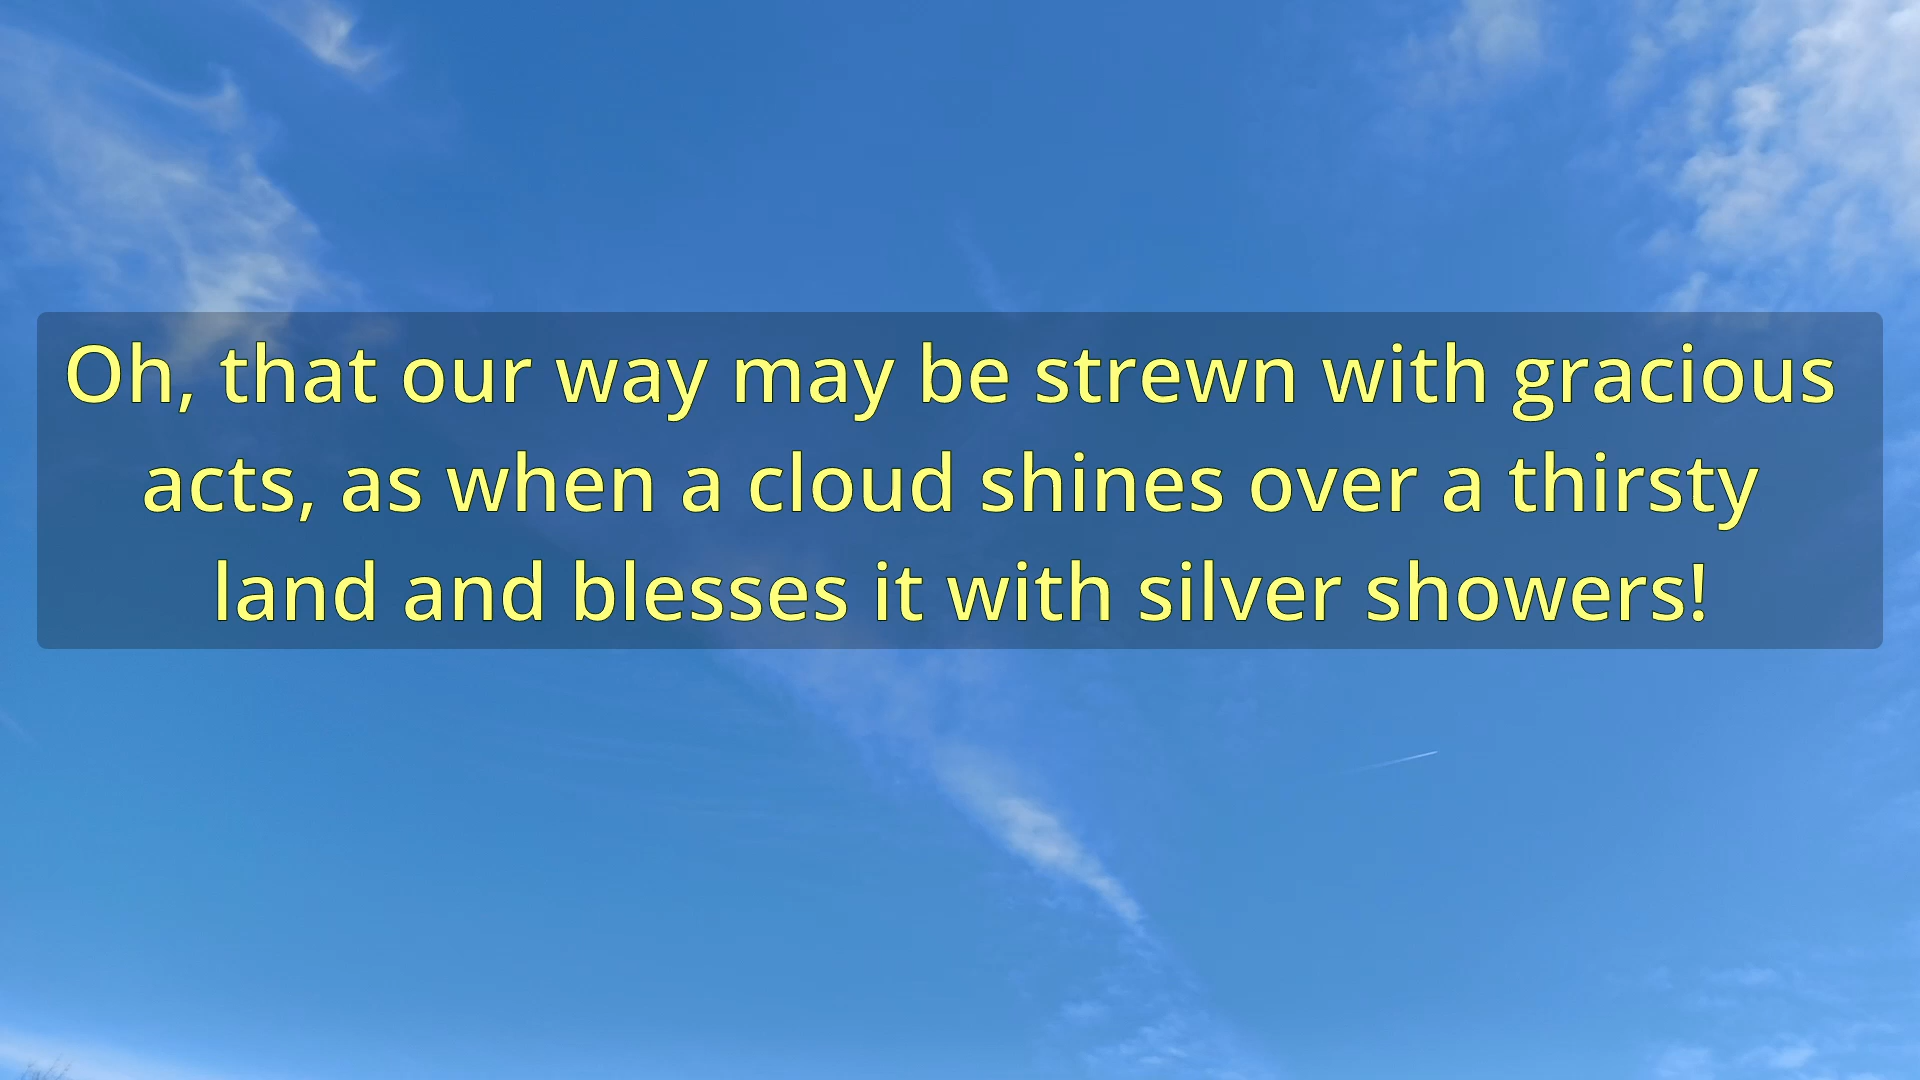 Oh, that our way may be strewn with gracious
acts, as when a cloud shines over a thirsty
land and blesses it with silver showers!